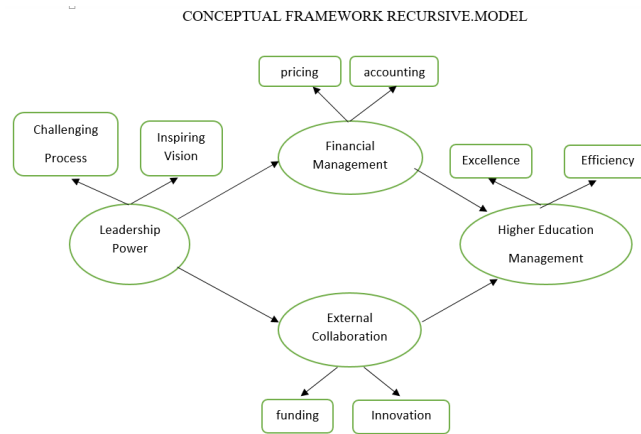 CONCEPTUAL FRAMEWORK RECURSIVE.MODEL
pricing
accounting
Challenging
Process
Inspiring
Vision
Financial
Management
Excellence
Efficiency
Leadership
Power
Higher Education
Management
External
Collaboration
funding
Innovation